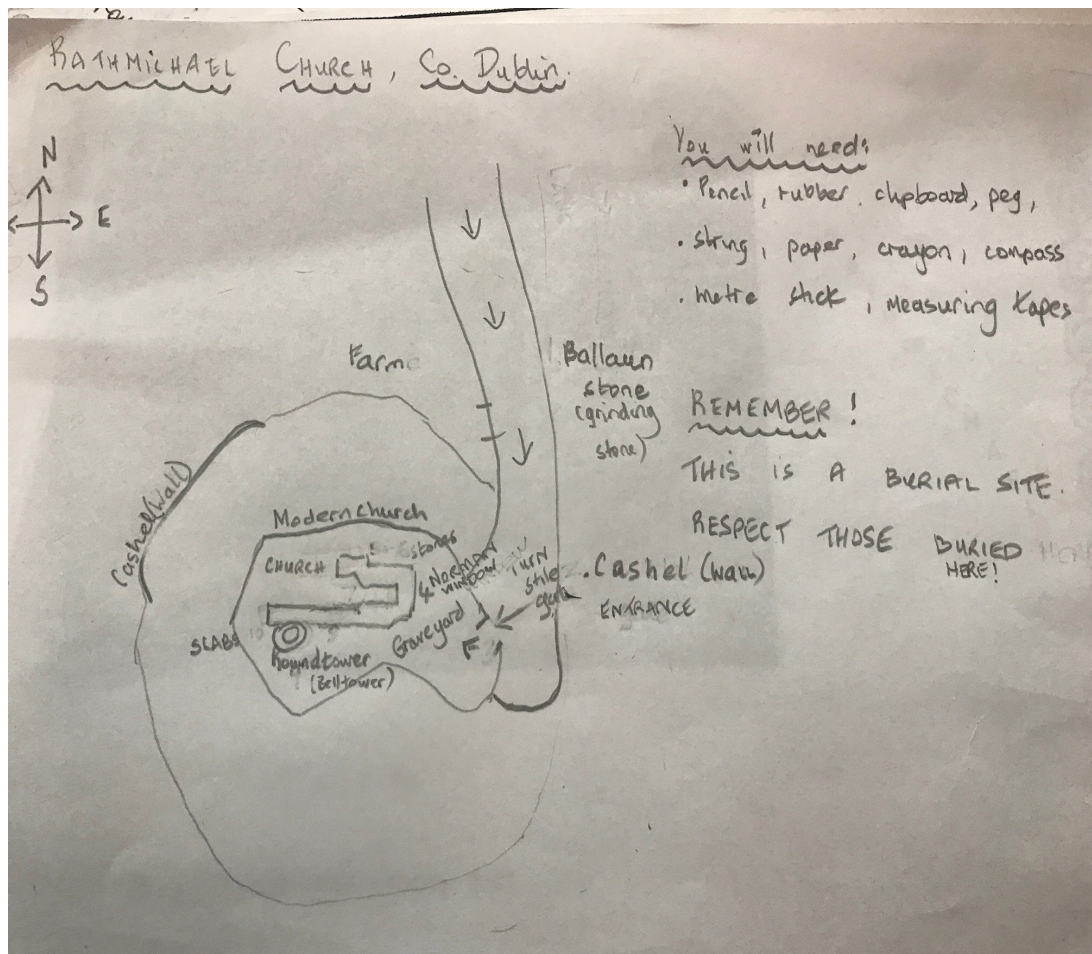 RATHMICHAEL CHURCH, Co. Dublin.
N
E
S
You will need:
• Pencil, rubber, clipboard, peg,
• string, paper, crayon, compass
• metre stick, measuring tapes
Farm
Ballaun
stone
(grinding
stone)
REMEMBER!
THIS IS A BURIAL SITE.
RESPECT THOSE BURIED
HERE!
Cashel (Wall)
Modern Church
CHURCH
stones
& NORMAN
WINDOW
Turn
stile
Graveyard
. Cashel (wall)
ENTRANCE
SLABS
Roundtower
(Belltower)